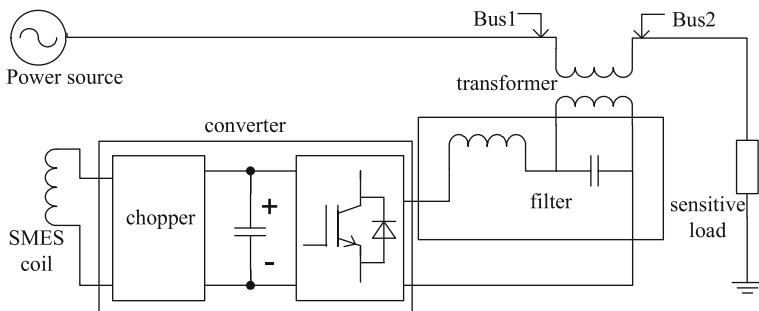 Bus1
Bus2
Power source
transformer
converter
chopper
+
-
filter
SMES
coil
sensitive
load